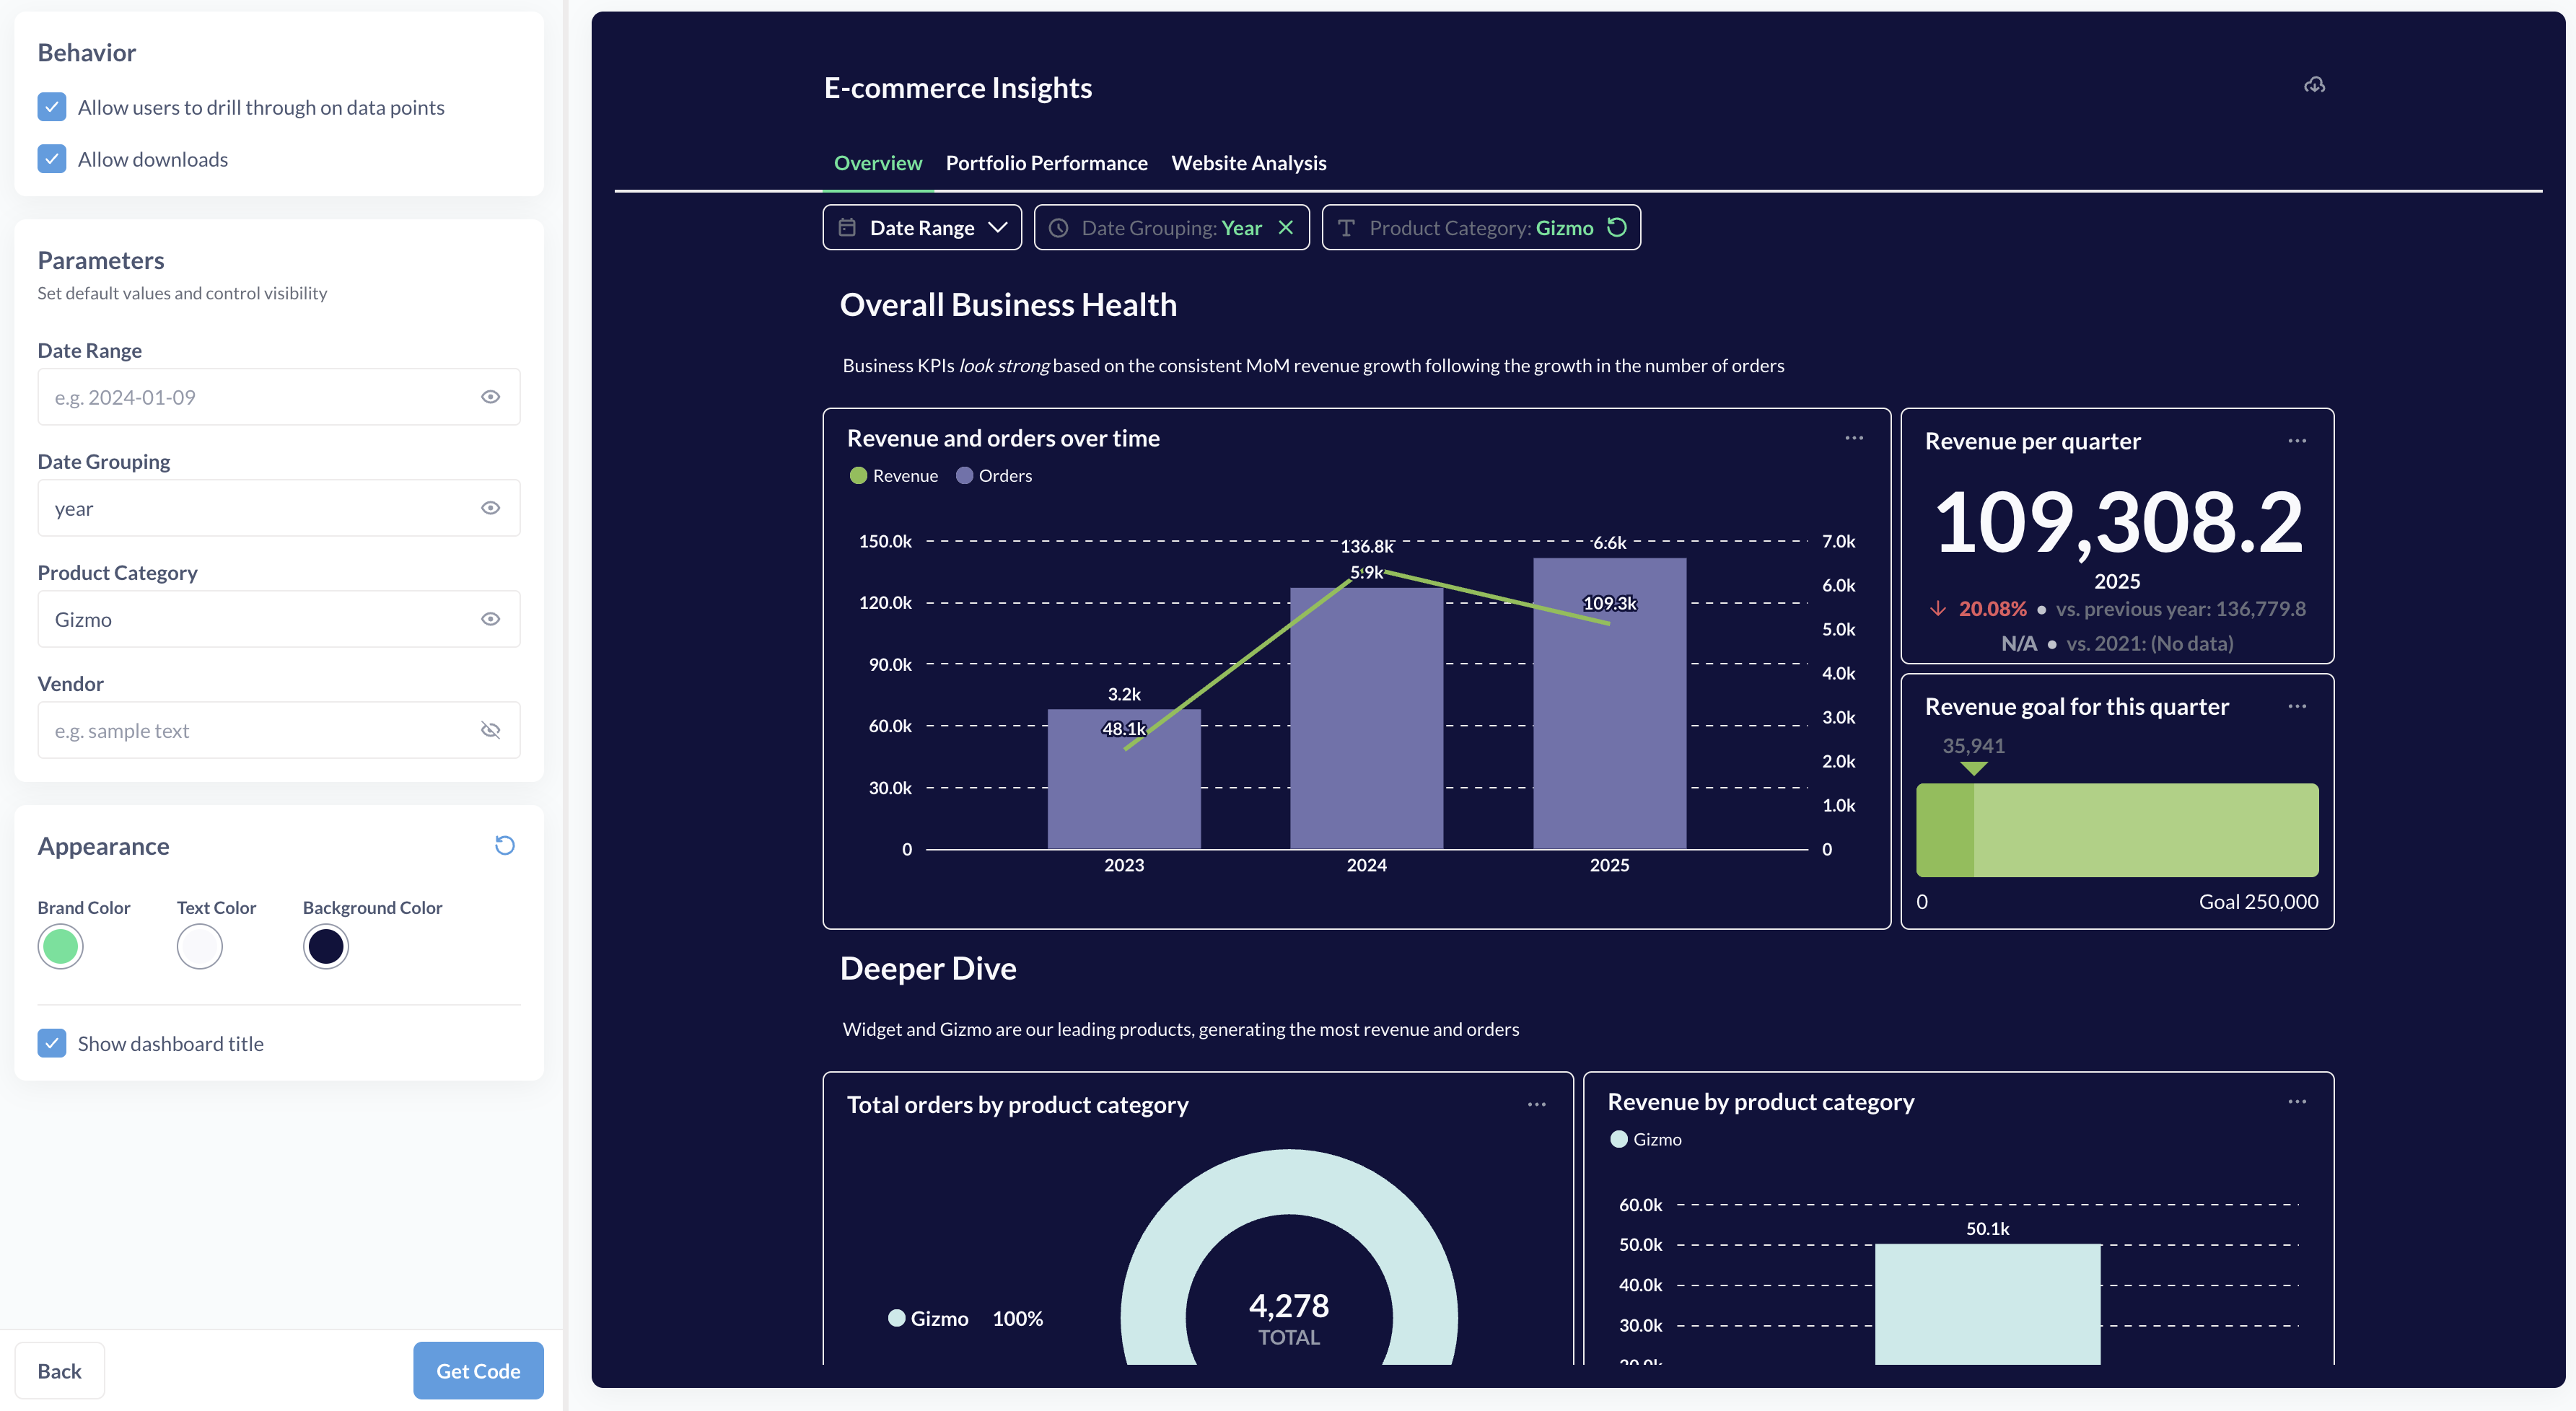 Behavior
Allow users to drill through on data points
Allow downloads
Parameters
Set default values and control visibility
Date Range
e.g. 2024-01-09
Date Grouping
year
Product Category
Gizmo
Vendor
e.g. sample text
Appearance
Brand Color Text Color Background Color
Show dashboard title
Back Get Code
E-commerce Insights
Overview Portfolio Performance Website Analysis
Date Range Date Grouping: Year Product Category: Gizmo
Overall Business Health
Business KPIs look strong based on the consistent MoM revenue growth following the growth in the number of orders
Revenue and orders over time
Revenue Orders
150.0k
120.0k
90.0k
60.0k
30.0k
0
136.8k
5.9k
6.6k
109.3k
3.2k
48.1k
7.0k
6.0k
5.0k
4.0k
3.0k
2.0k
1.0k
0
2023 2024 2025
Revenue per quarter
109,308.2
2025
20.08% • vs. previous year: 136,779.8
N/A • vs. 2021: (No data)
Revenue goal for this quarter
35,941
0 Goal 250,000
Deeper Dive
Widget and Gizmo are our leading products, generating the most revenue and orders
Total orders by product category
Gizmo 100%
4,278
TOTAL
Revenue by product category
Gizmo
60.0k
50.0k
40.0k
30.0k
50.1k